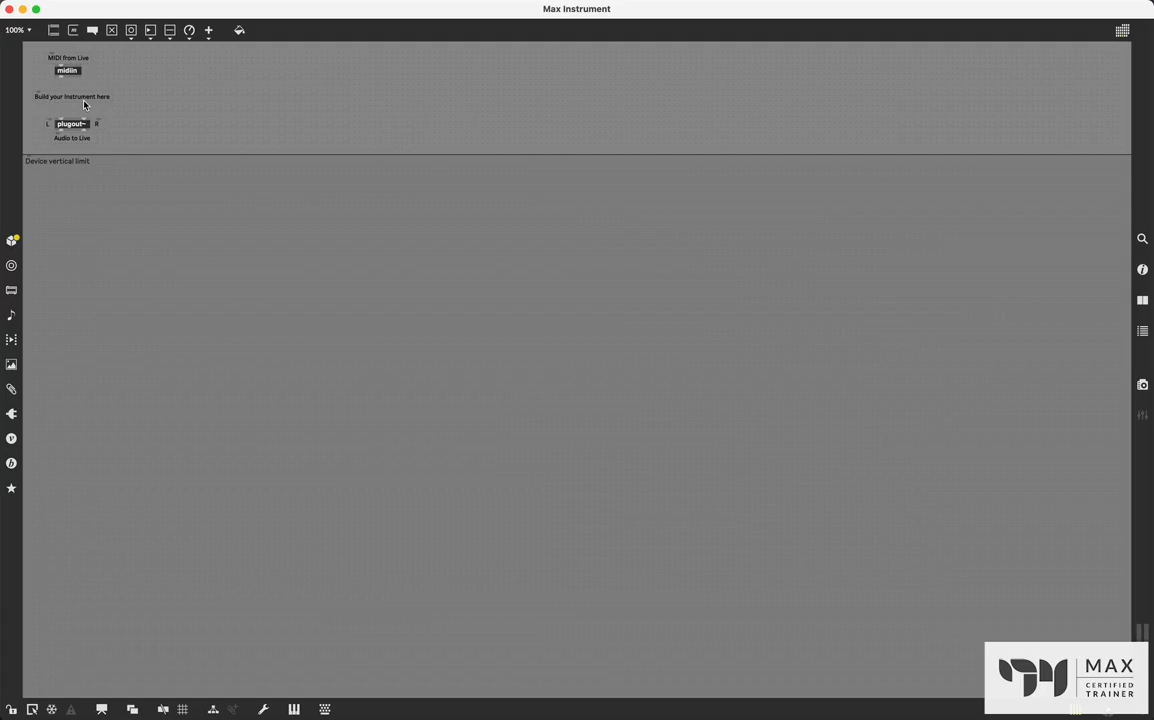 Max Instrument
100%
MIDI from Live
midiin
Build your Instrument here
L
plugout~
R
Audio to Live
Device vertical limit
MAX
CERTIFIED
TRAINER